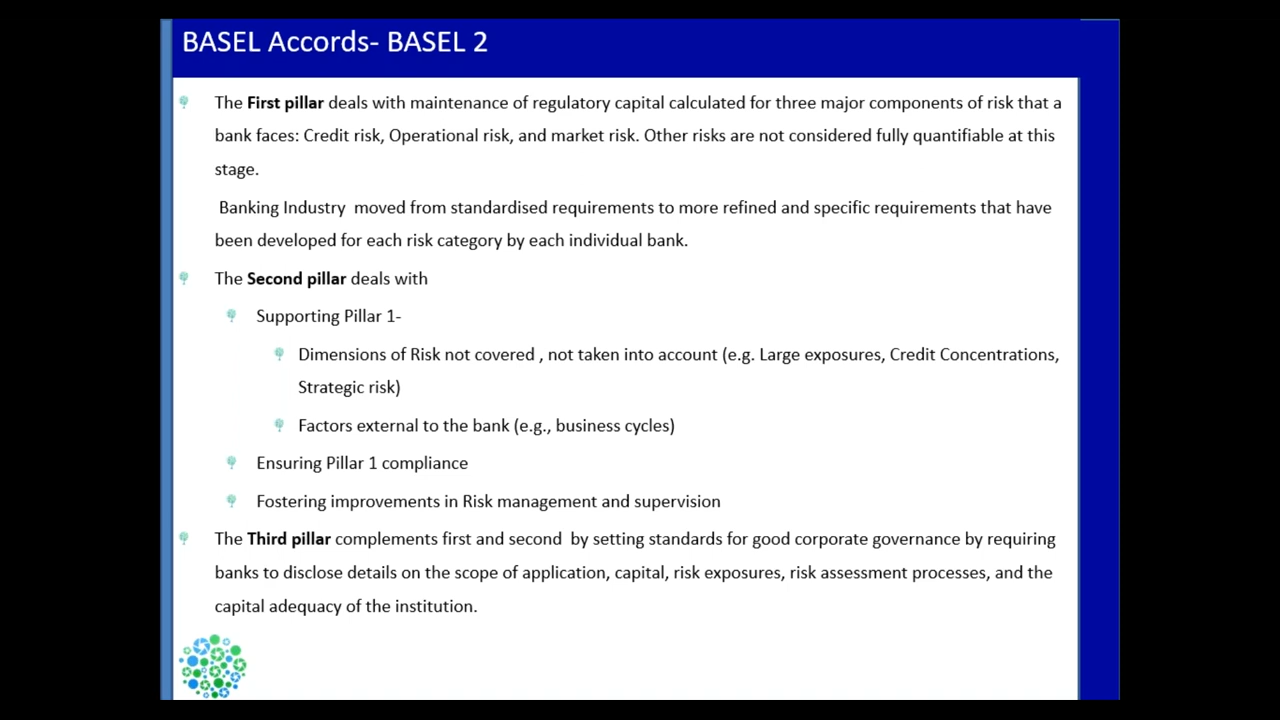 BASEL Accords- BASEL 2
The First pillar deals with maintenance of regulatory capital calculated for three major components of risk that a
bank faces: Credit risk, Operational risk, and market risk. Other risks are not considered fully quantifiable at this
stage.
Banking Industry  moved from standardised requirements to more refined and specific requirements that have
been developed for each risk category by each individual bank.
The Second pillar deals with
Supporting Pillar 1-
Dimensions of Risk not covered , not taken into account (e.g. Large exposures, Credit Concentrations,
Strategic risk)
Factors external to the bank (e.g., business cycles)
Ensuring Pillar 1 compliance
Fostering improvements in Risk management and supervision
The Third pillar complements first and second  by setting standards for good corporate governance by requiring
banks to disclose details on the scope of application, capital, risk exposures, risk assessment processes, and the
capital adequacy of the institution.